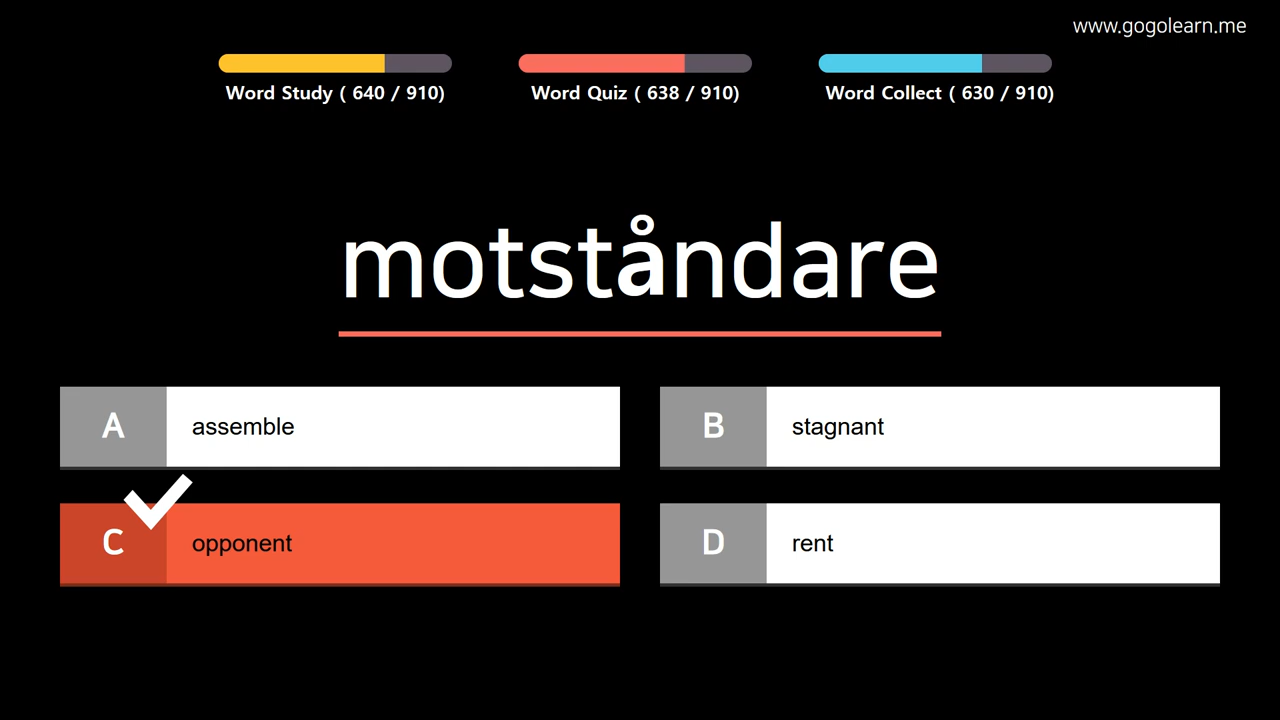 www.gogolearn.me
Word Study ( 640 / 910)
Word Quiz ( 638 / 910)
Word Collect ( 630 / 910)
motståndare
A assemble
B stagnant
C opponent
D rent